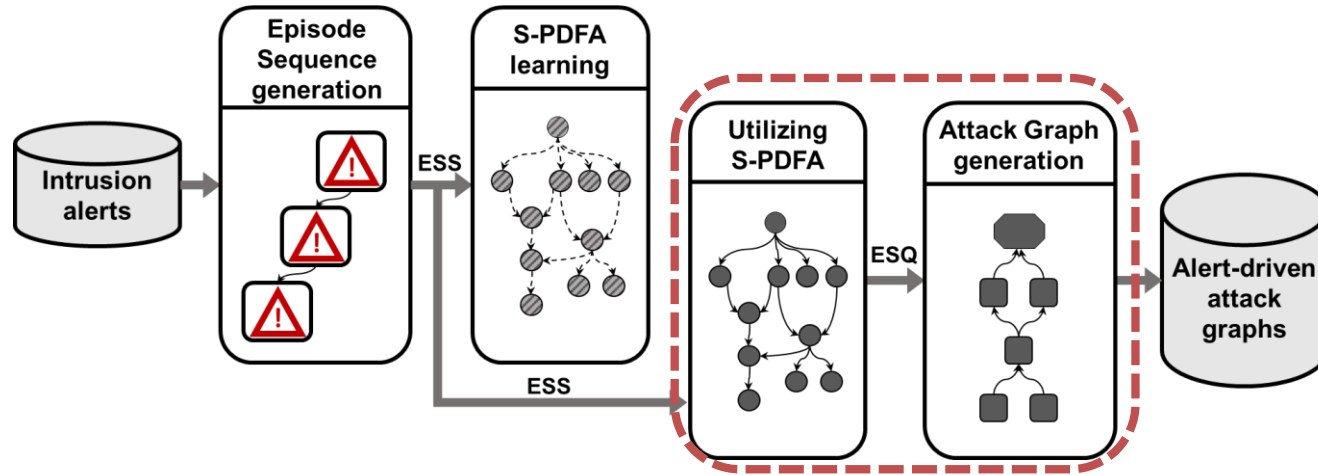 Intrusion
alerts
Episode
Sequence
generation
!
!
!
ESS
S-PDFA
learning
ESS
Utilizing
S-PDFA
ESQ
Attack Graph
generation
Alert-driven
attack
graphs